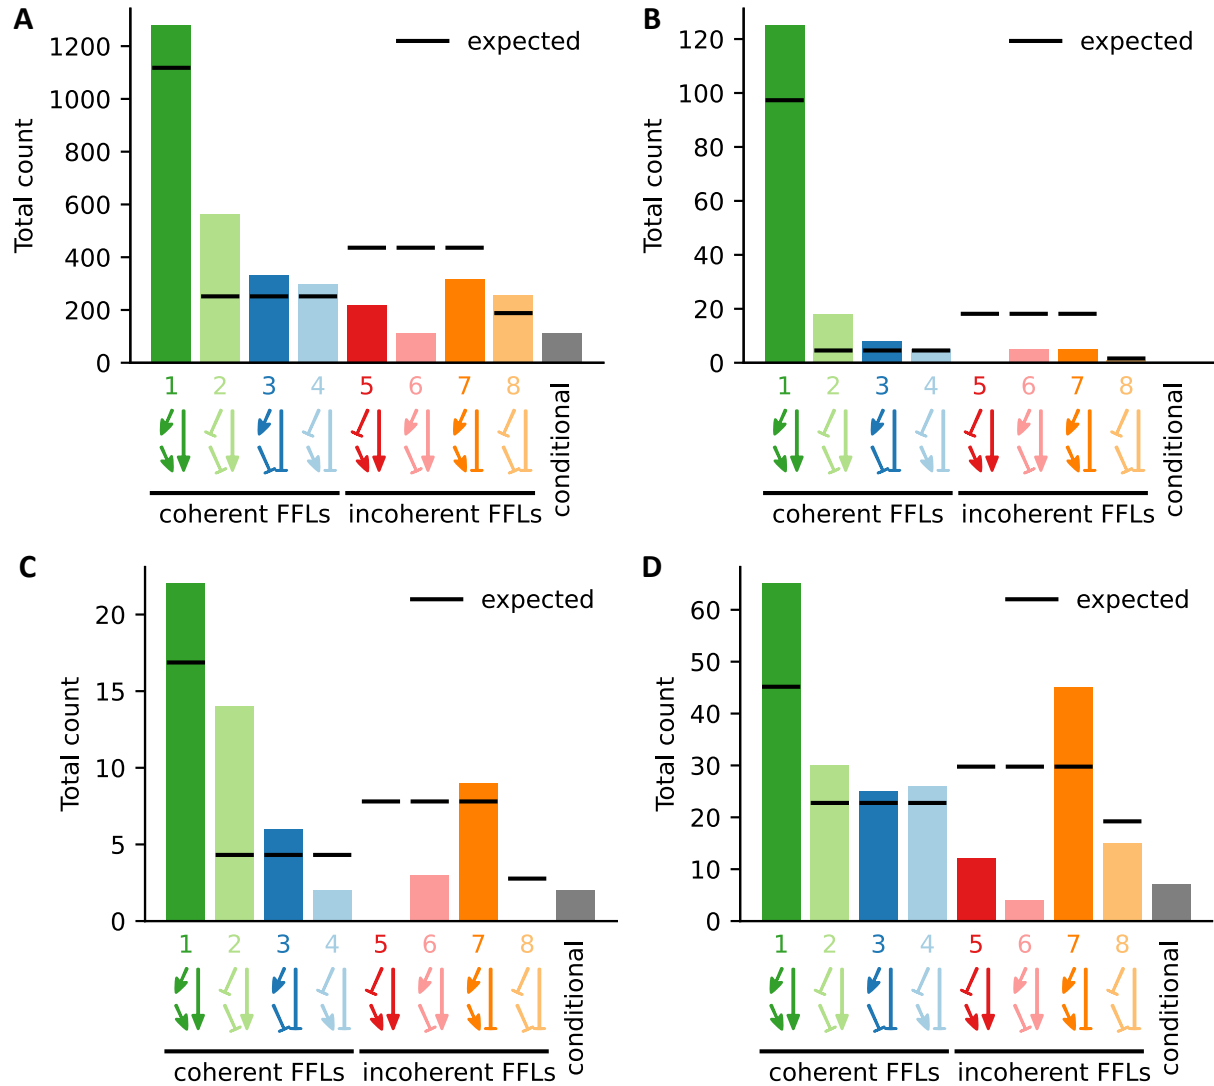 A
Total count
1200
1000
800
600
400
200
0
expected
1 2 3 4 5 6 7 8 conditional
coherent FFLs incoherent FFLs
B
Total count
120
100
80
60
40
20
0
expected
1 2 3 4 5 6 7 8 conditional
coherent FFLs incoherent FFLs
C
Total count
20
15
10
5
0
expected
1 2 3 4 5 6 7 8 conditional
coherent FFLs incoherent FFLs
D
Total count
60
50
40
30
20
10
0
expected
1 2 3 4 5 6 7 8 conditional
coherent FFLs incoherent FFLs